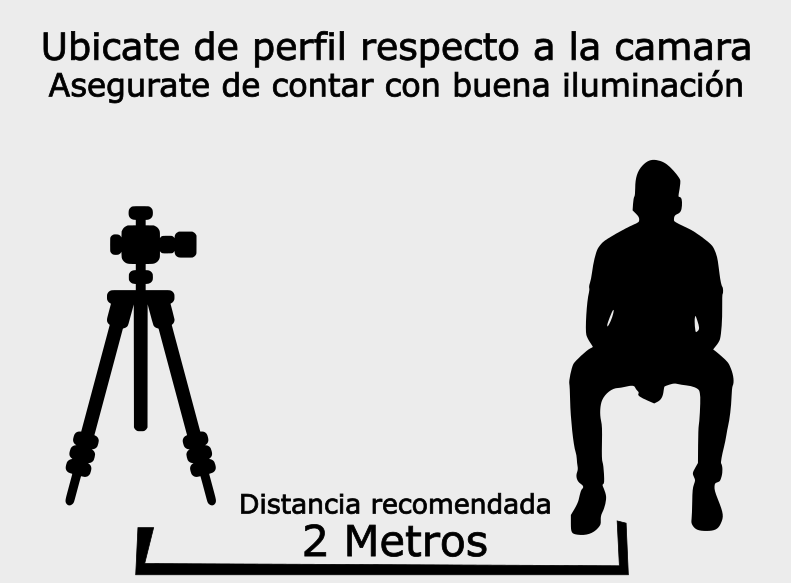 Ubicate de perfil respecto a la camara
Asegurate de contar con buena iluminación
Distancia recomendada
2 Metros